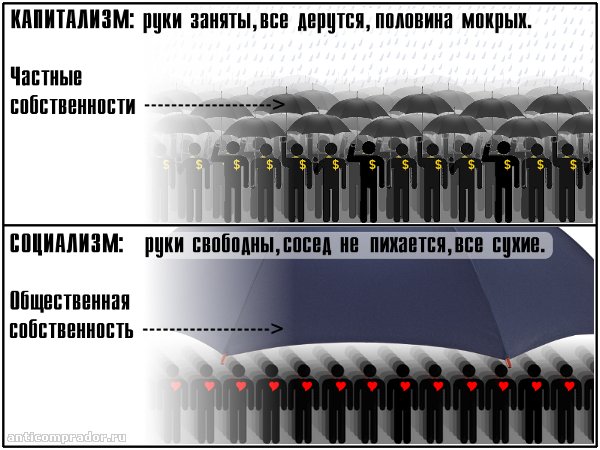 КАПИТАЛИЗМ: руки заняты, все дерутся, половина мокрых.
Частные
собственности
$ $ $ $ $ $ $ $ $ $ $ $ $
СОЦИАЛИЗМ: руки свободны, сосед не пихается, все сухие.
Общественная
собственность
anticomprador.ru